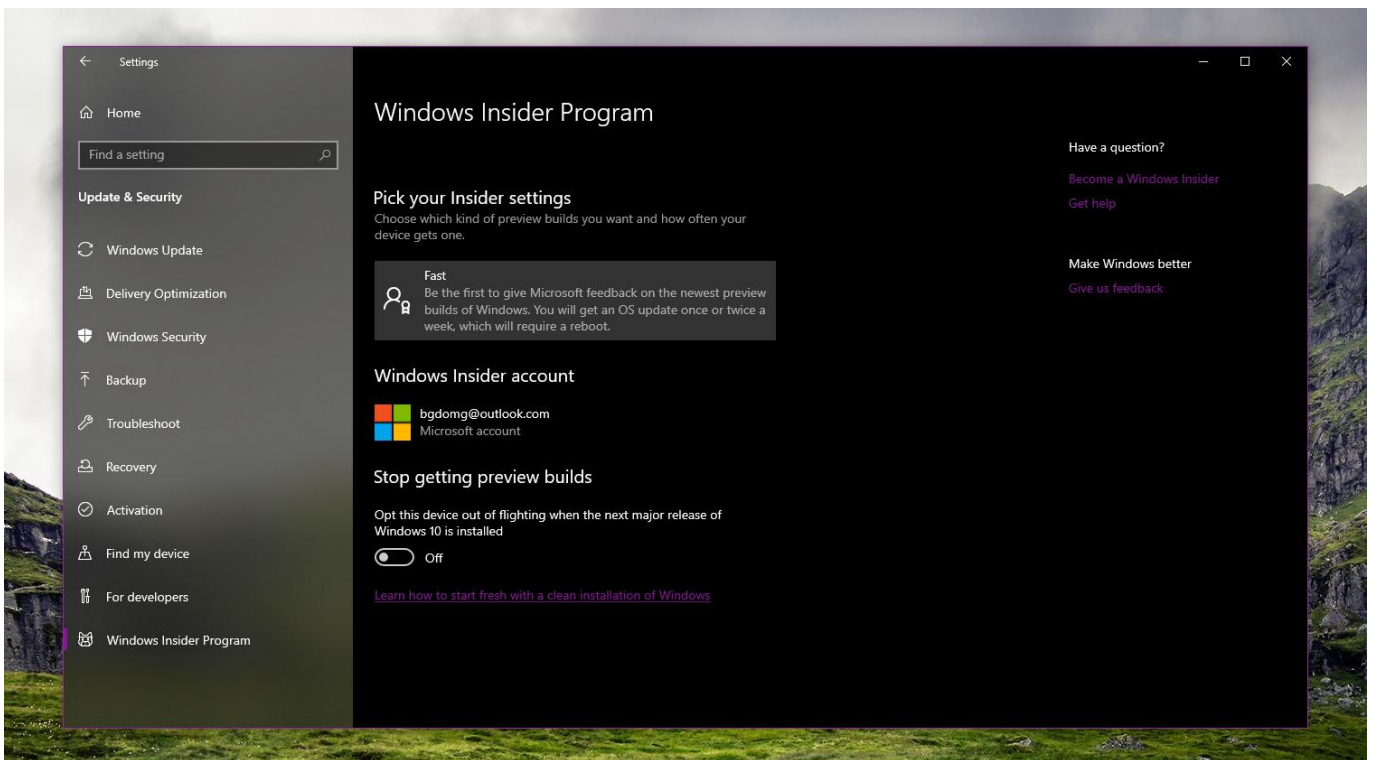 Settings
Home
Find a setting
Update & Security
Windows Update
Delivery Optimization
Windows Security
Backup
Troubleshoot
Recovery
Activation
Find my device
For developers
Windows Insider Program
Windows Insider Program
Pick your Insider settings
Choose which kind of preview builds you want and how often your
device gets one.
Fast
Be the first to give Microsoft feedback on the newest preview
builds of Windows. You will get an OS update once or twice a
week, which will require a reboot.
Windows Insider account
bgdomg@outlook.com
Microsoft account
Stop getting preview builds
Opt this device out of flighting when the next major release of
Windows 10 is installed
Off
Learn how to start fresh with a clean installation of Windows
Have a question?
Become a Windows Insider
Get help
Make Windows better
Give us feedback